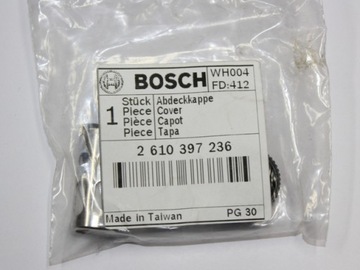 BOSCH
WH004
FD:412
1 Stück Abdeckkappe
Piece Cover
Pièce Capot
Pieza Tapa
2 610 397 236
Made in Taiwan PG 30